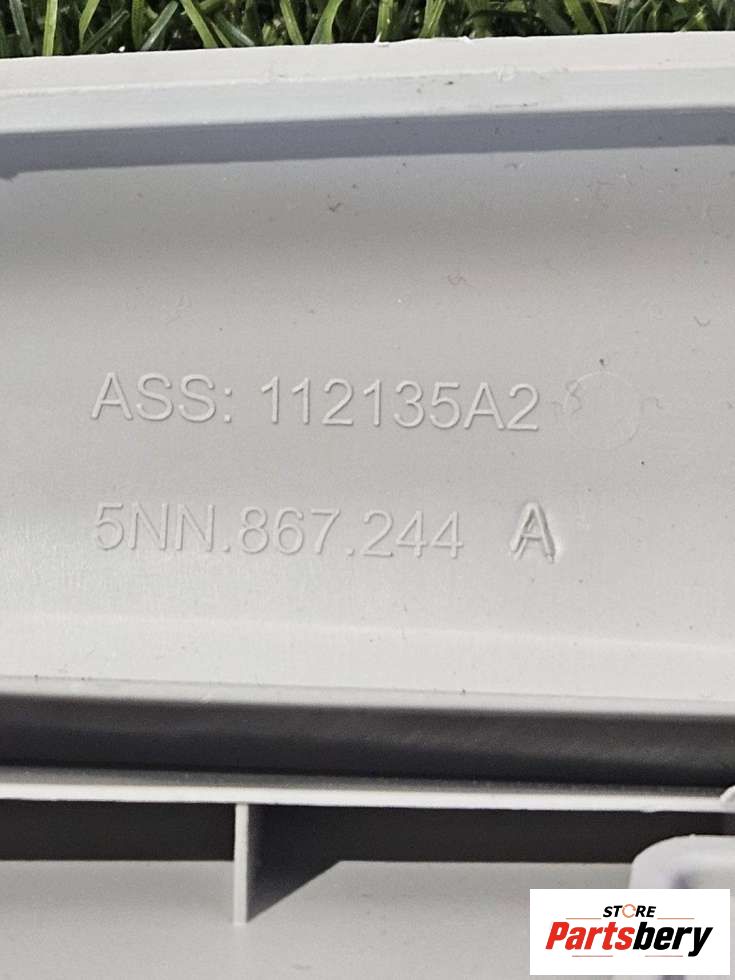 ASS: 112135A2
5NN.867.244 A
STORE
Partsbery